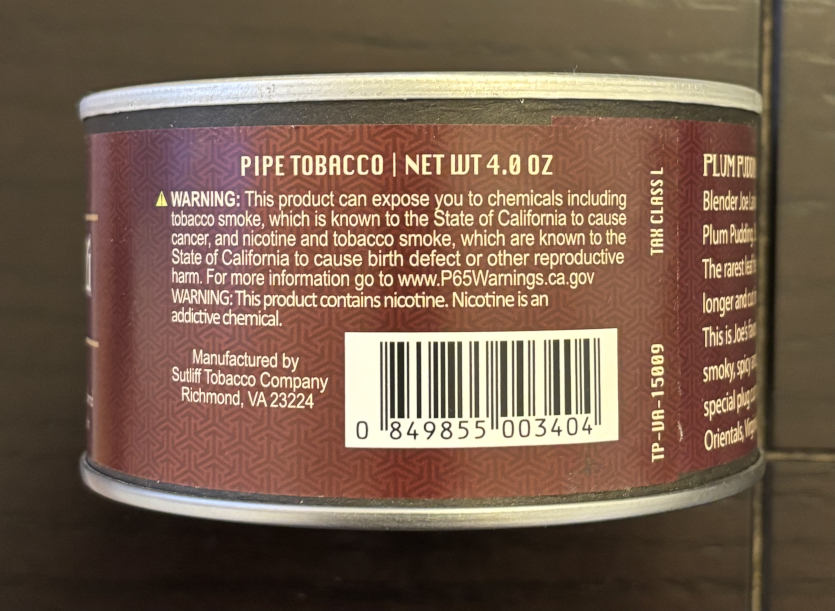 PIPE TOBACCO | NET WT 4.0 OZ
WARNING: This product can expose you to chemicals including
tobacco smoke, which is known to the State of California to cause
cancer, and nicotine and tobacco smoke, which are known to the
State of California to cause birth defect or other reproductive
harm. For more information go to www.P65Warnings.ca.gov
WARNING: This product contains nicotine. Nicotine is an
addictive chemical.
Manufactured by
Sutliff Tobacco Company
Richmond, VA 23224
0 849855 003404
TP-VA-15009
TAX CLASS L
PLUM
Blender Joe
Plum Pudding
The rarest
longer and
This is Joe's
smoky, spicy
special plug
Orientals,